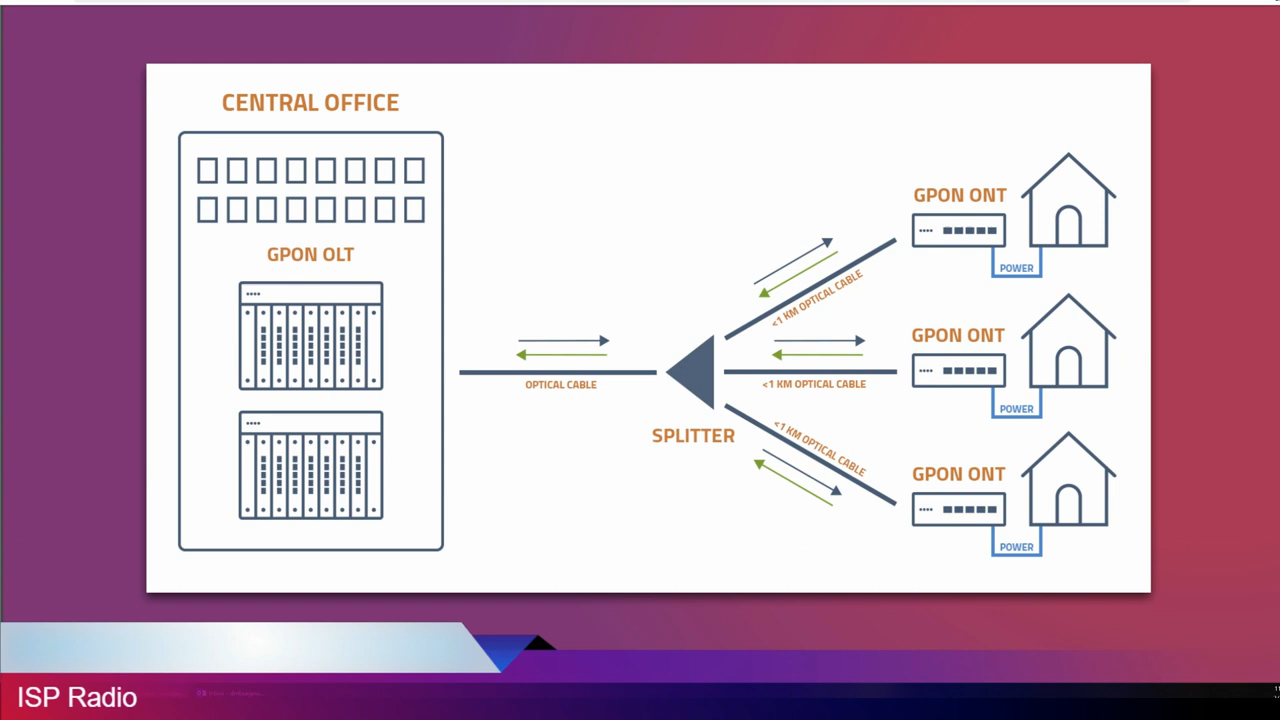 CENTRAL OFFICE
GPON OLT
OPTICAL CABLE
SPLITTER
<1 KM OPTICAL CABLE
<1 KM OPTICAL CABLE
<1 KM OPTICAL CABLE
GPON ONT
POWER
GPON ONT
POWER
GPON ONT
POWER
ISP Radio